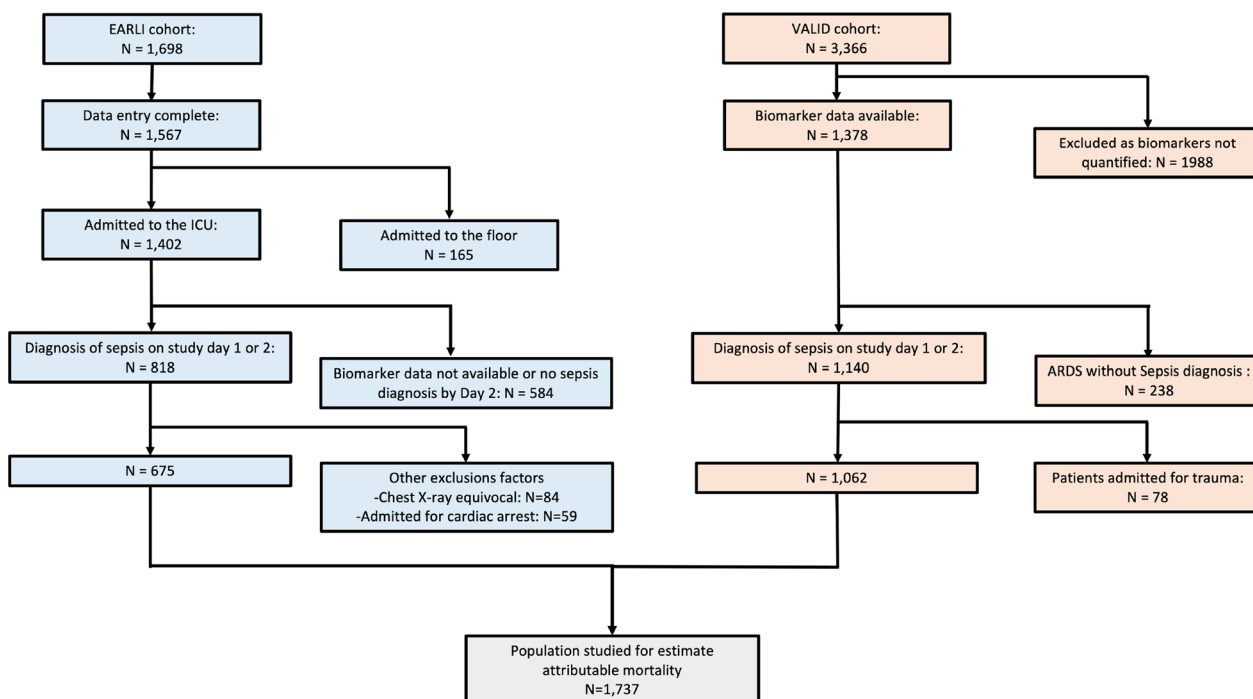 EARLI cohort:
N = 1,698
VALID cohort:
N = 3,366
Data entry complete:
N = 1,567
Biomarker data available:
N = 1,378
Excluded as biomarkers not
quantified: N = 1988
Admitted to the ICU:
N = 1,402
Admitted to the floor
N = 165
Diagnosis of sepsis on study day 1 or 2:
N = 818
Biomarker data not available or no sepsis
diagnosis by Day 2: N = 584
Diagnosis of sepsis on study day 1 or 2:
N = 1,140
ARDS without Sepsis diagnosis :
N = 238
N = 675
Other exclusions factors
-Chest X-ray equivocal: N=84
-Admitted for cardiac arrest: N=59
N = 1,062
Patients admitted for trauma:
N = 78
Population studied for estimate
attributable mortality
N=1,737